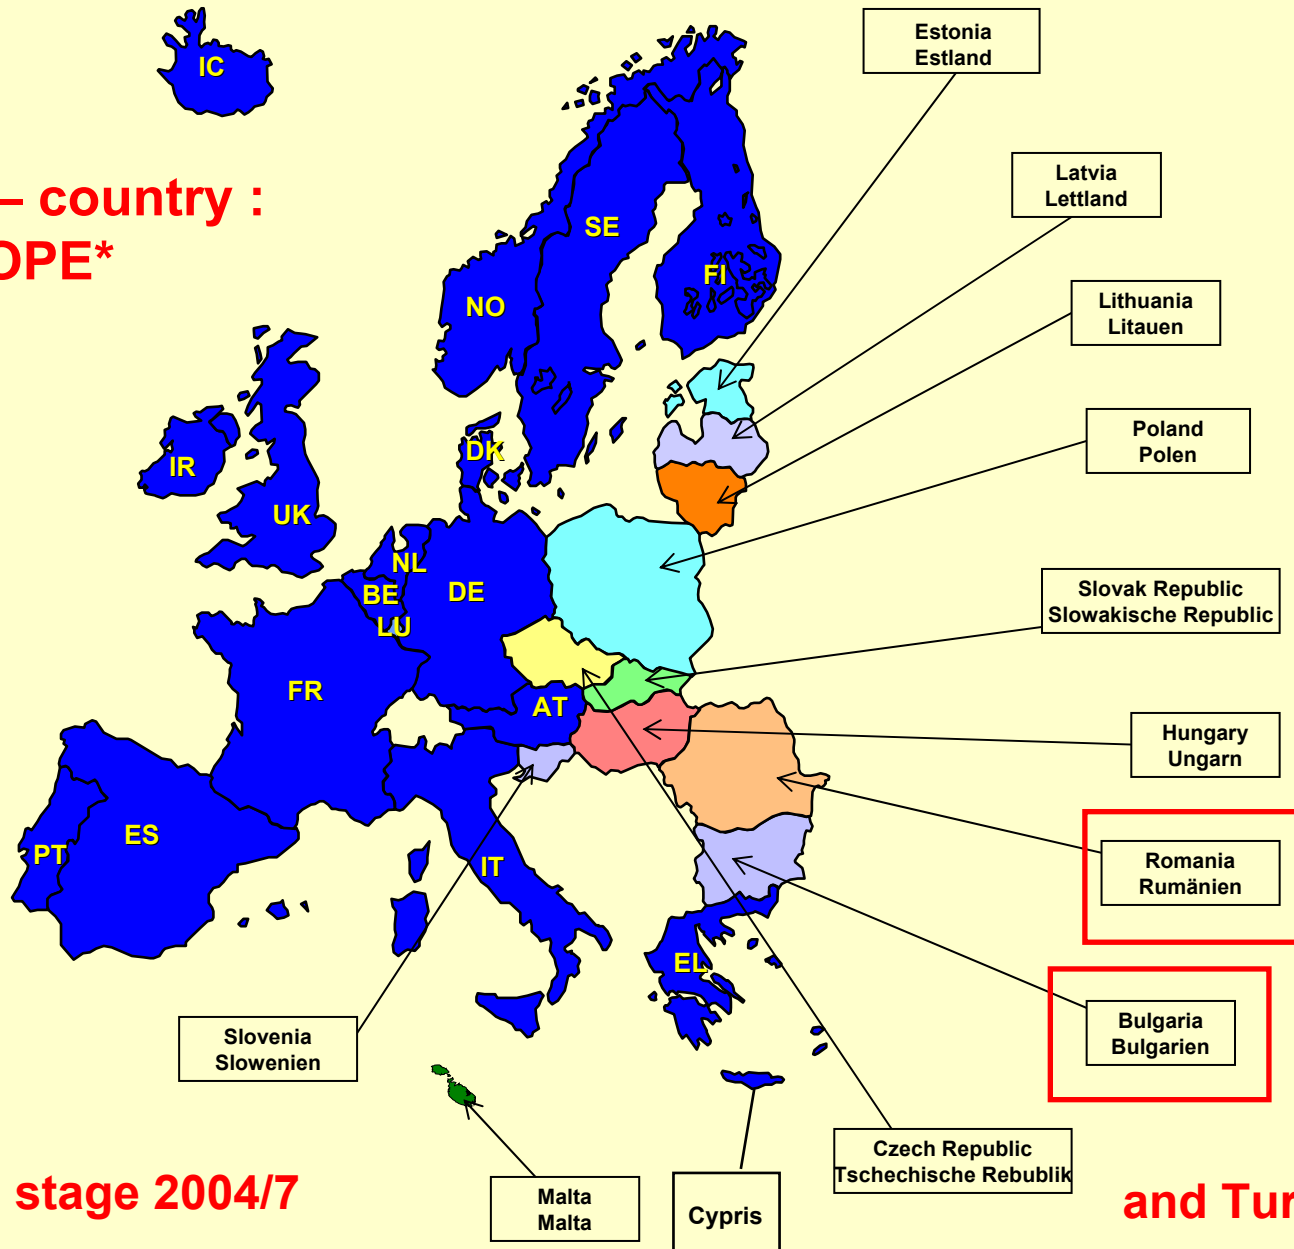 IC
Estonia
Estland
– country :
OPE*
Latvia
Lettland
SE
FI
NO
Lithuania
Litauen
Poland
Polen
DK
IR
UK
NL
BE
DE
LU
Slovak Republic
Slowakische Republic
FR
AT
Hungary
Ungarn
ES
PT
IT
Romania
Rumänien
EL
Bulgaria
Bulgarien
Slovenia
Slowenien
Czech Republic
Tschechische Rebublik
stage 2004/7
Malta
Malta
Cypris
and Tur